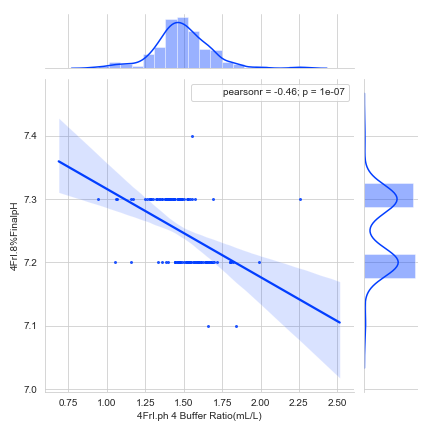 pearsonr = -0.46; p = 1e-07
7.4
7.3
7.2
7.1
7.0
4FrI.8%FinalpH
0.75 1.00 1.25 1.50 1.75 2.00 2.25 2.50
4FrI.ph 4 Buffer Ratio(mL/L)